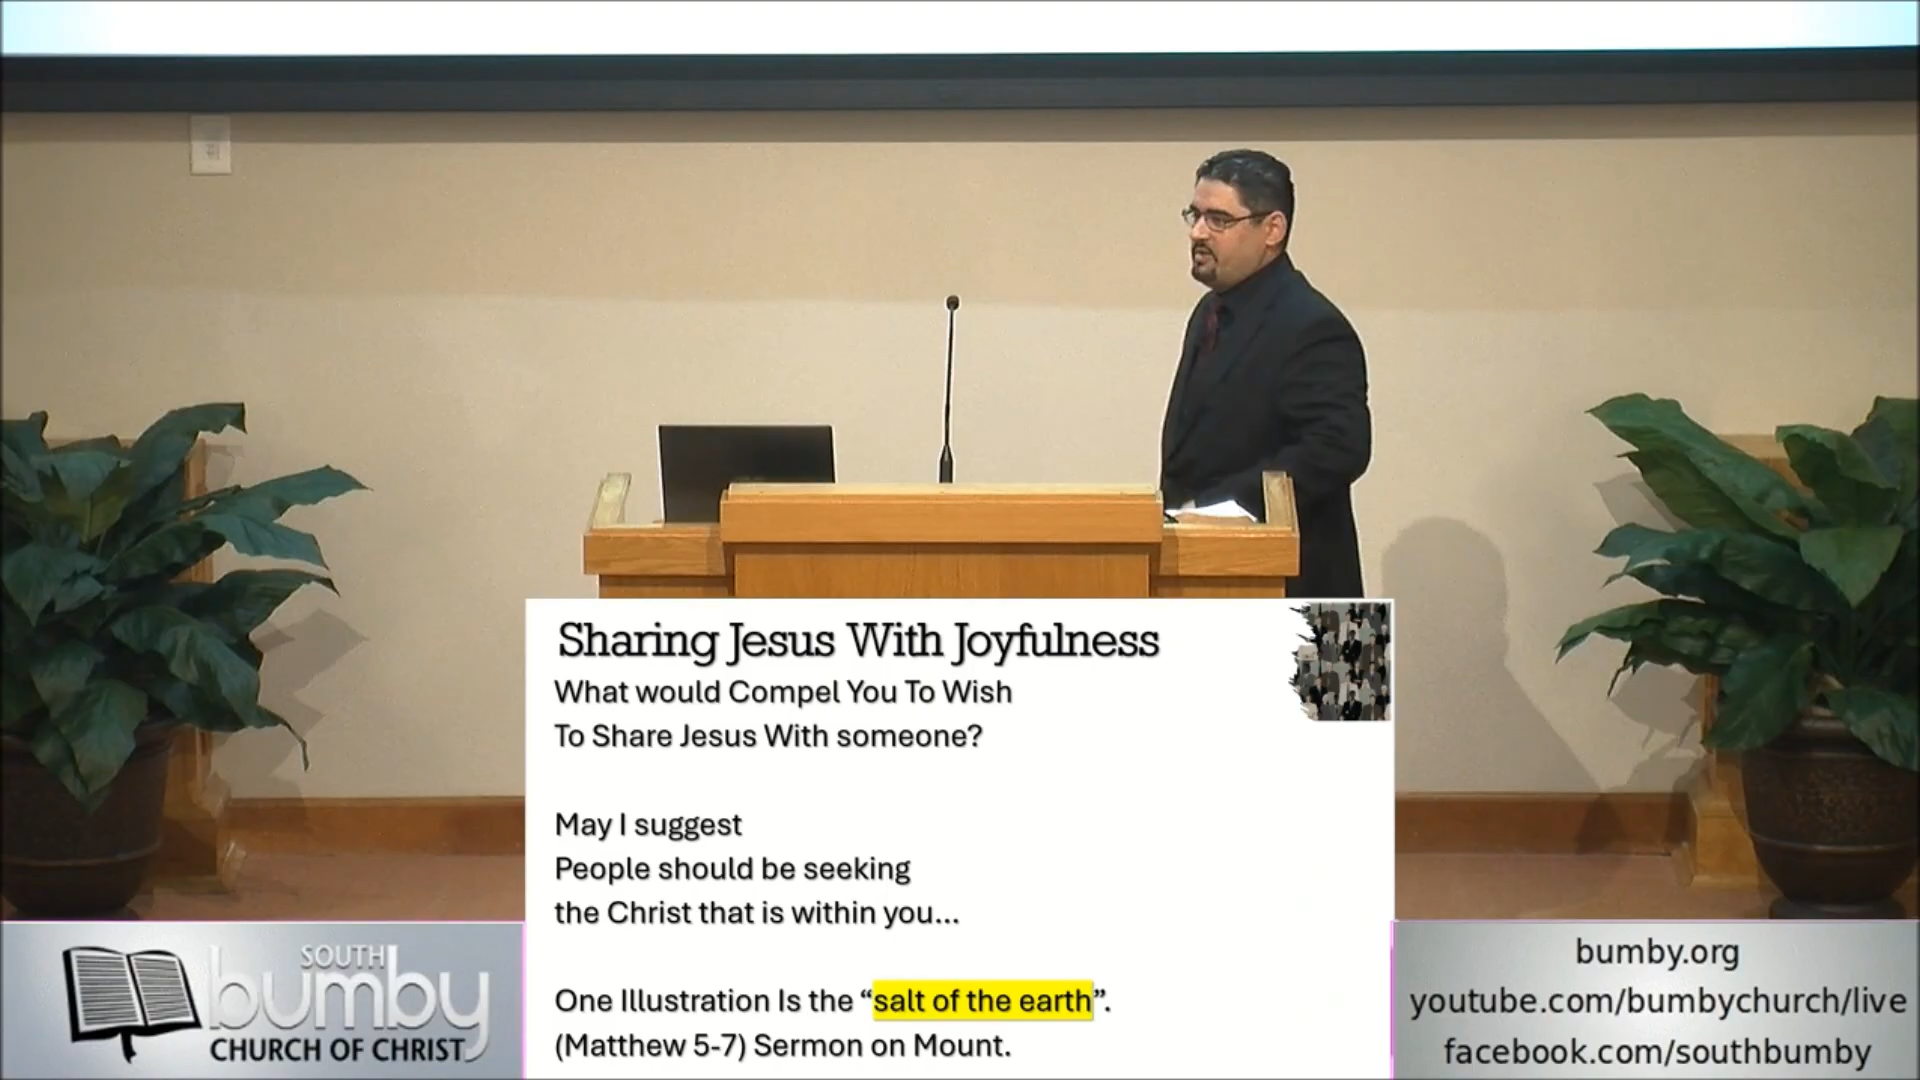 Sharing Jesus With Joyfulness
What would Compel You To Wish
To Share Jesus With someone?
May I suggest
People should be seeking
the Christ that is within you...
One Illustration Is the “salt of the earth”.
(Matthew 5-7) Sermon on Mount.
SOUTH
bumby
CHURCH OF CHRIST
bumby.org
youtube.com/bumbychurch/live
facebook.com/southbumby